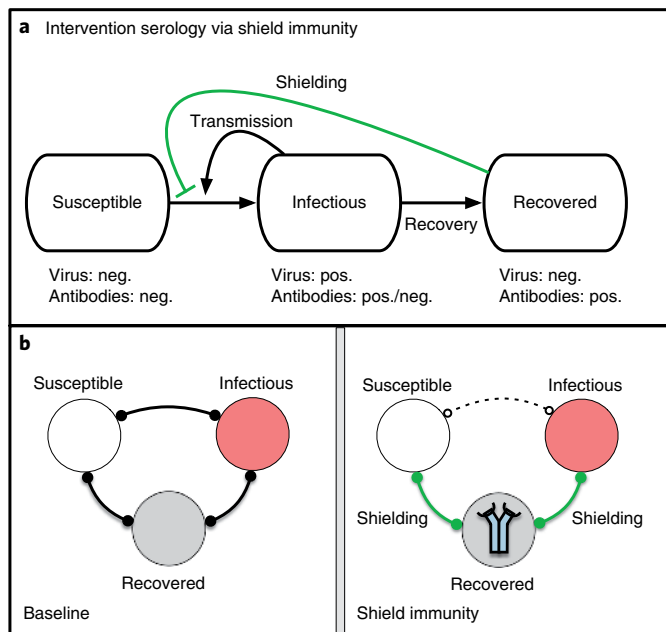 a Intervention serology via shield immunity
Shielding
Transmission
Susceptible
Infectious
Recovered
Recovery
Virus: neg.
Antibodies: neg.
Virus: pos.
Antibodies: pos./neg.
Virus: neg.
Antibodies: pos.
b
Susceptible
Infectious
Recovered
Baseline
Susceptible
Infectious
Shielding
Shielding
Recovered
Shield immunity